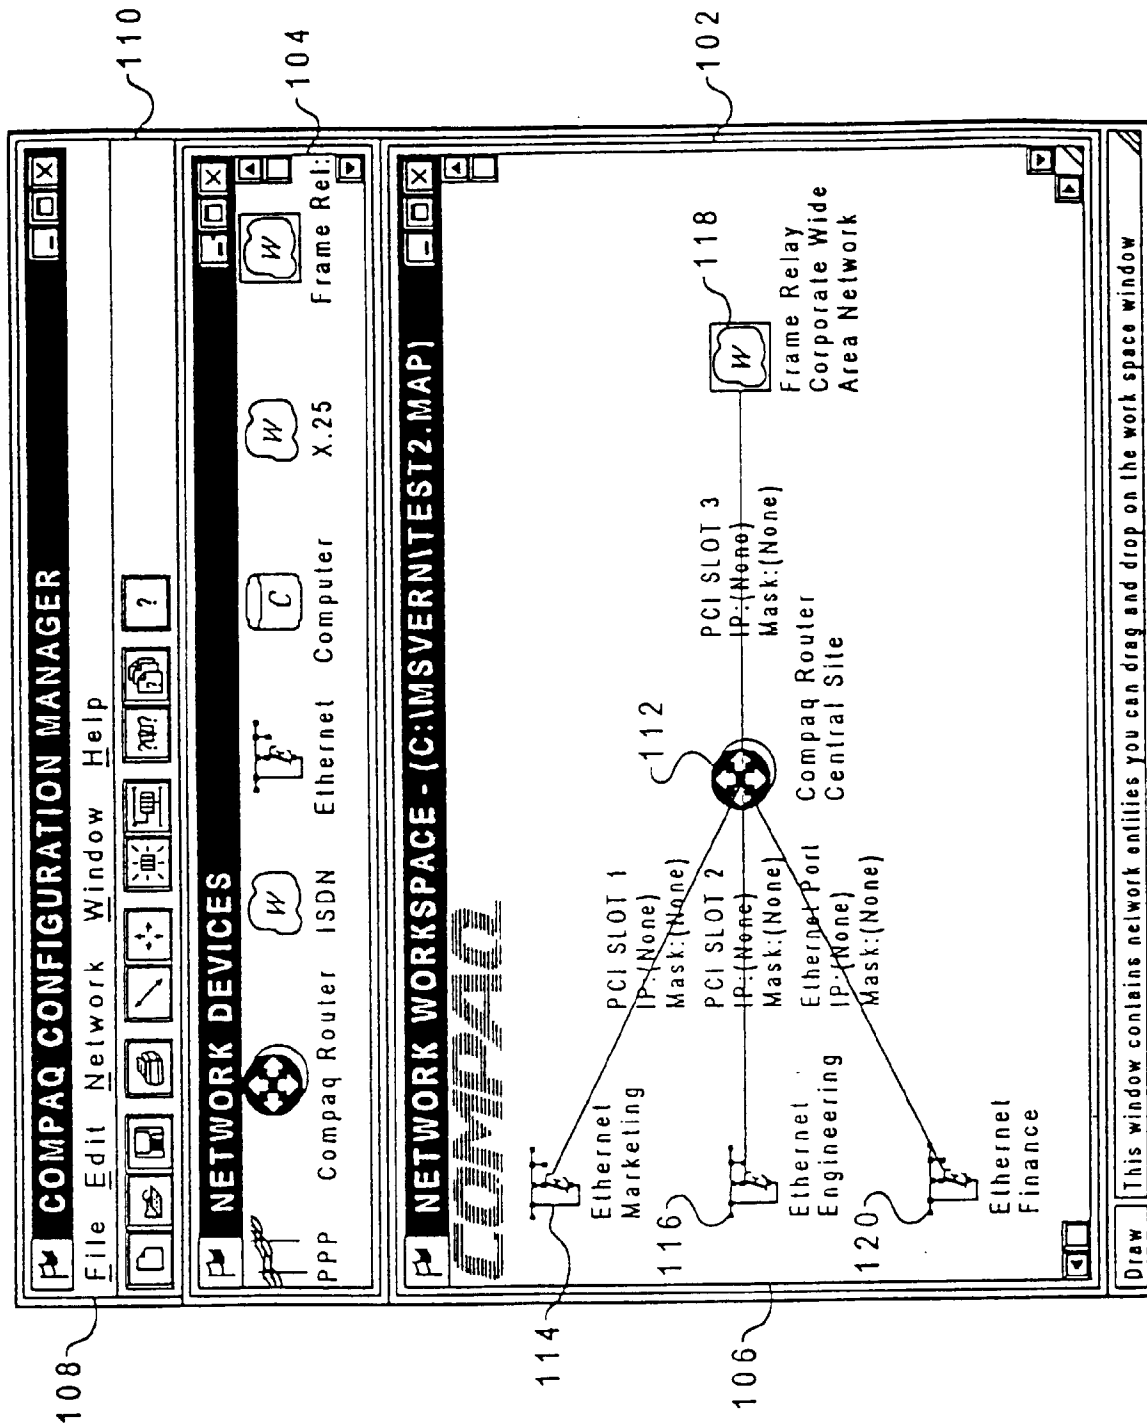 COMPAQ CONFIGURATION MANAGER
File Edit Network Window Help
? ?
110
108
NETWORK DEVICES
104
PPP Compaq Router ISDN Ethernet Computer X.25 Frame Rel:
W E C W W
NETWORK WORKSPACE - (C:\MSVERN\TEST2.MAP)
COMPAQ
102
114
E
Ethernet
Marketing
PCI SLOT 1
IP:(None)
Mask:(None)
116
E
Ethernet
Engineering
PCI SLOT 2
IP:(None)
Mask:(None)
112
Compaq Router
Central Site
PCI SLOT 3
IP:(None)
Mask:(None)
W
118
Frame Relay
Corporate Wide
Area Network
Ethernet Port
IP:(None)
Mask:(None)
120
E
Ethernet
Finance
106
Draw This window contains network entities you can drag and drop on the work space window